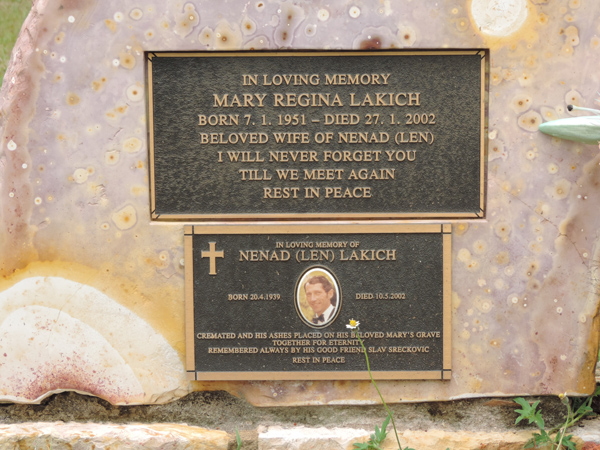 IN LOVING MEMORY
MARY REGINA LAKICH
BORN 7. 1. 1951 – DIED 27. 1. 2002
BELOVED WIFE OF NENAD (LEN)
I WILL NEVER FORGET YOU
TILL WE MEET AGAIN
REST IN PEACE
IN LOVING MEMORY OF
NENAD (LEN) LAKICH
BORN 20.4.1939 DIED 10.5.2002
CREMATED AND HIS ASHES PLACED ON HIS BELOVED MARY'S GRAVE
TOGETHER FOR ETERNITY
REMEMBERED ALWAYS BY HIS GOOD FRIEND SLAV SRECKOVIC
REST IN PEACE